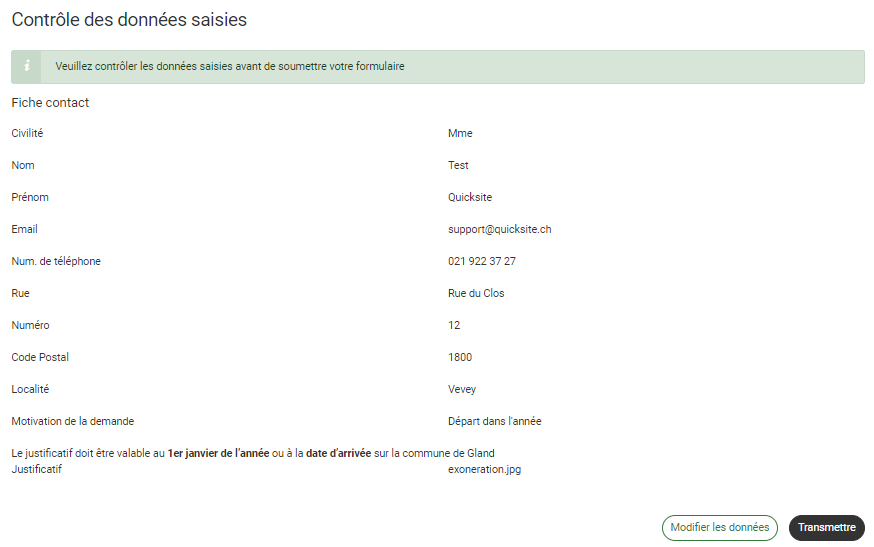 Contrôle des données saisies
Veuillez contrôler les données saisies avant de soumettre votre formulaire
Fiche contact
Civilité Mme
Nom Test
Prénom Quicksite
Email support@quicksite.ch
Num. de téléphone 021 922 37 27
Rue Rue du Clos
Numéro 12
Code Postal 1800
Localité Vevey
Motivation de la demande Départ dans l'année
Le justificatif doit être valable au 1er janvier de l'année ou à la date d'arrivée sur la commune de Gland
Justificatif exoneration.jpg
Modifier les données Transmettre